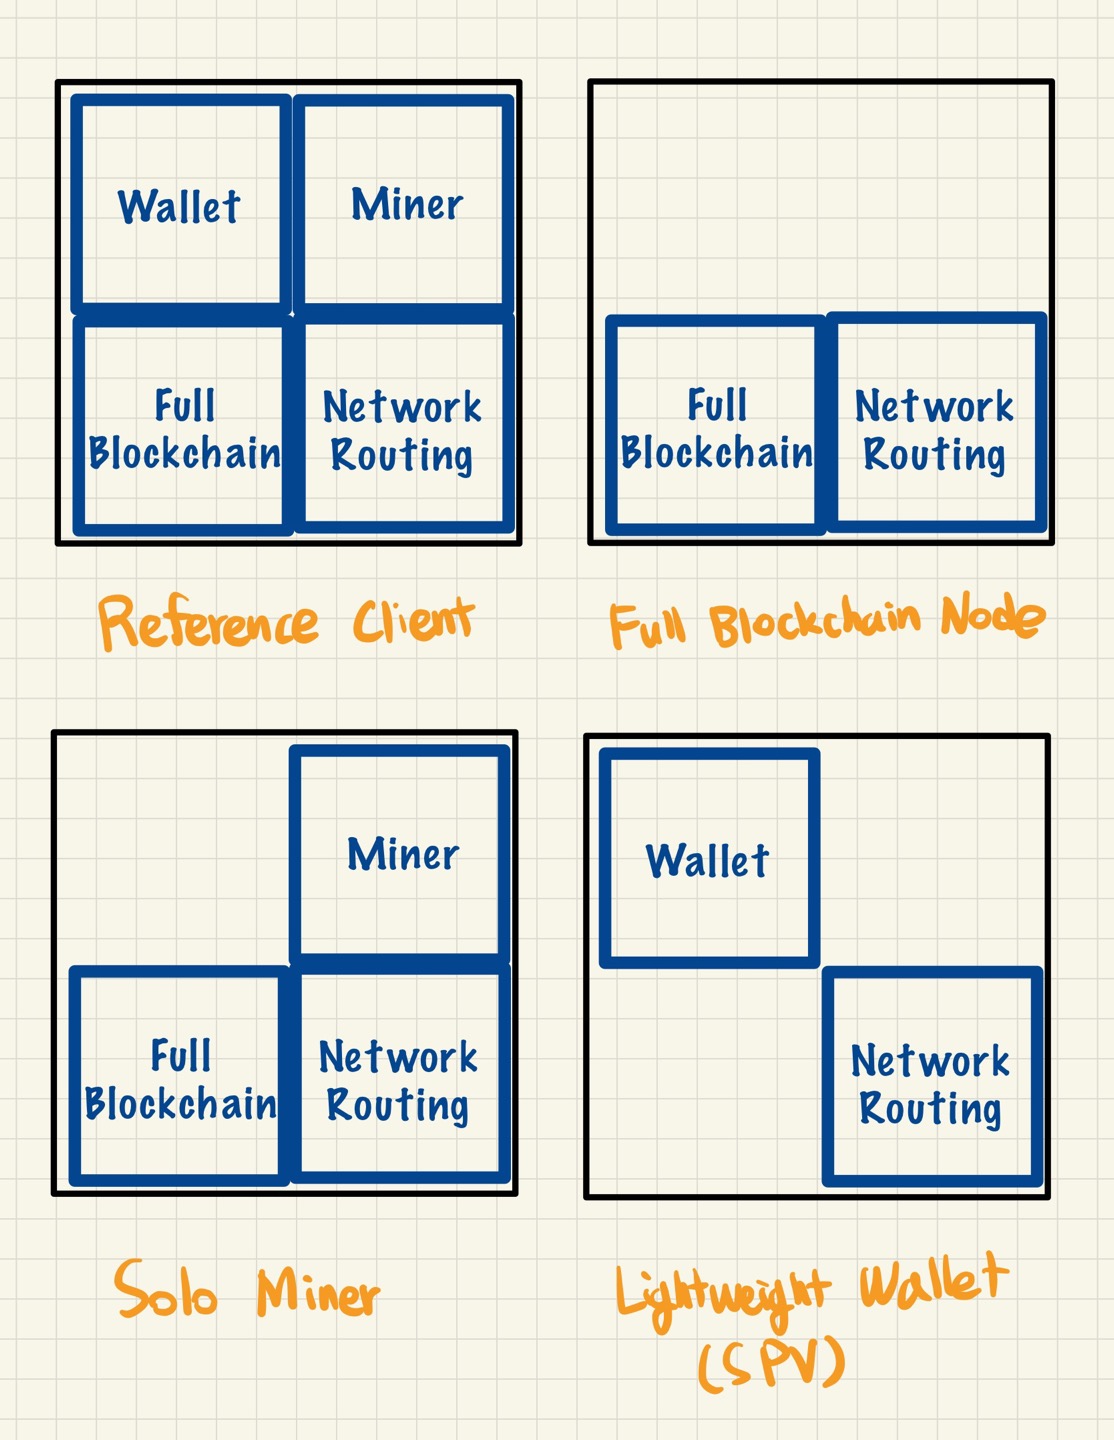 Wallet
Miner
Full
Blockchain
Network
Routing
Reference Client
Full
Blockchain
Network
Routing
Full Blockchain Node
Miner
Full
Blockchain
Network
Routing
Solo Miner
Wallet
Network
Routing
Lightweight Wallet
(SPV)